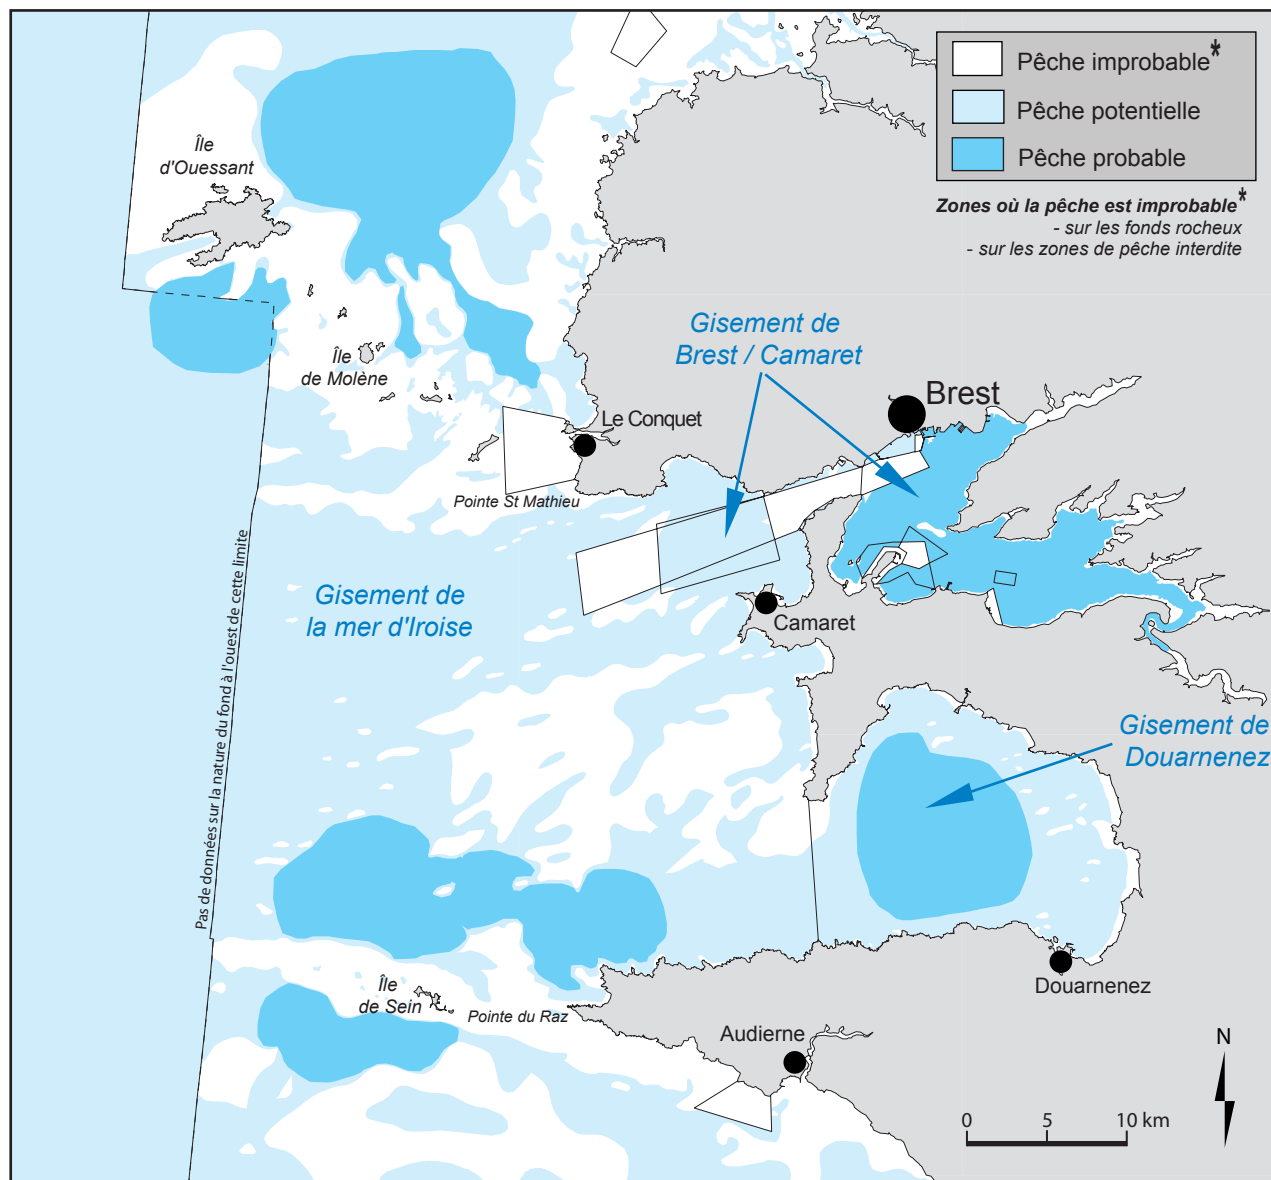 Pêche improbable*
Pêche potentielle
Pêche probable
Zones où la pêche est improbable*
- sur les fonds rocheux
- sur les zones de pêche interdite
Île
d'Ouessant
Île
de Molène
Gisement de
Brest / Camaret
Brest
Le Conquet
Pointe St Mathieu
Pas de données sur la nature du fond à l'ouest de cette limite
Gisement de
la mer d'Iroise
Camaret
Gisement de
Douarnenez
Île
de Sein
Pointe du Raz
Douarnenez
Audierne
N
0 5 10 km